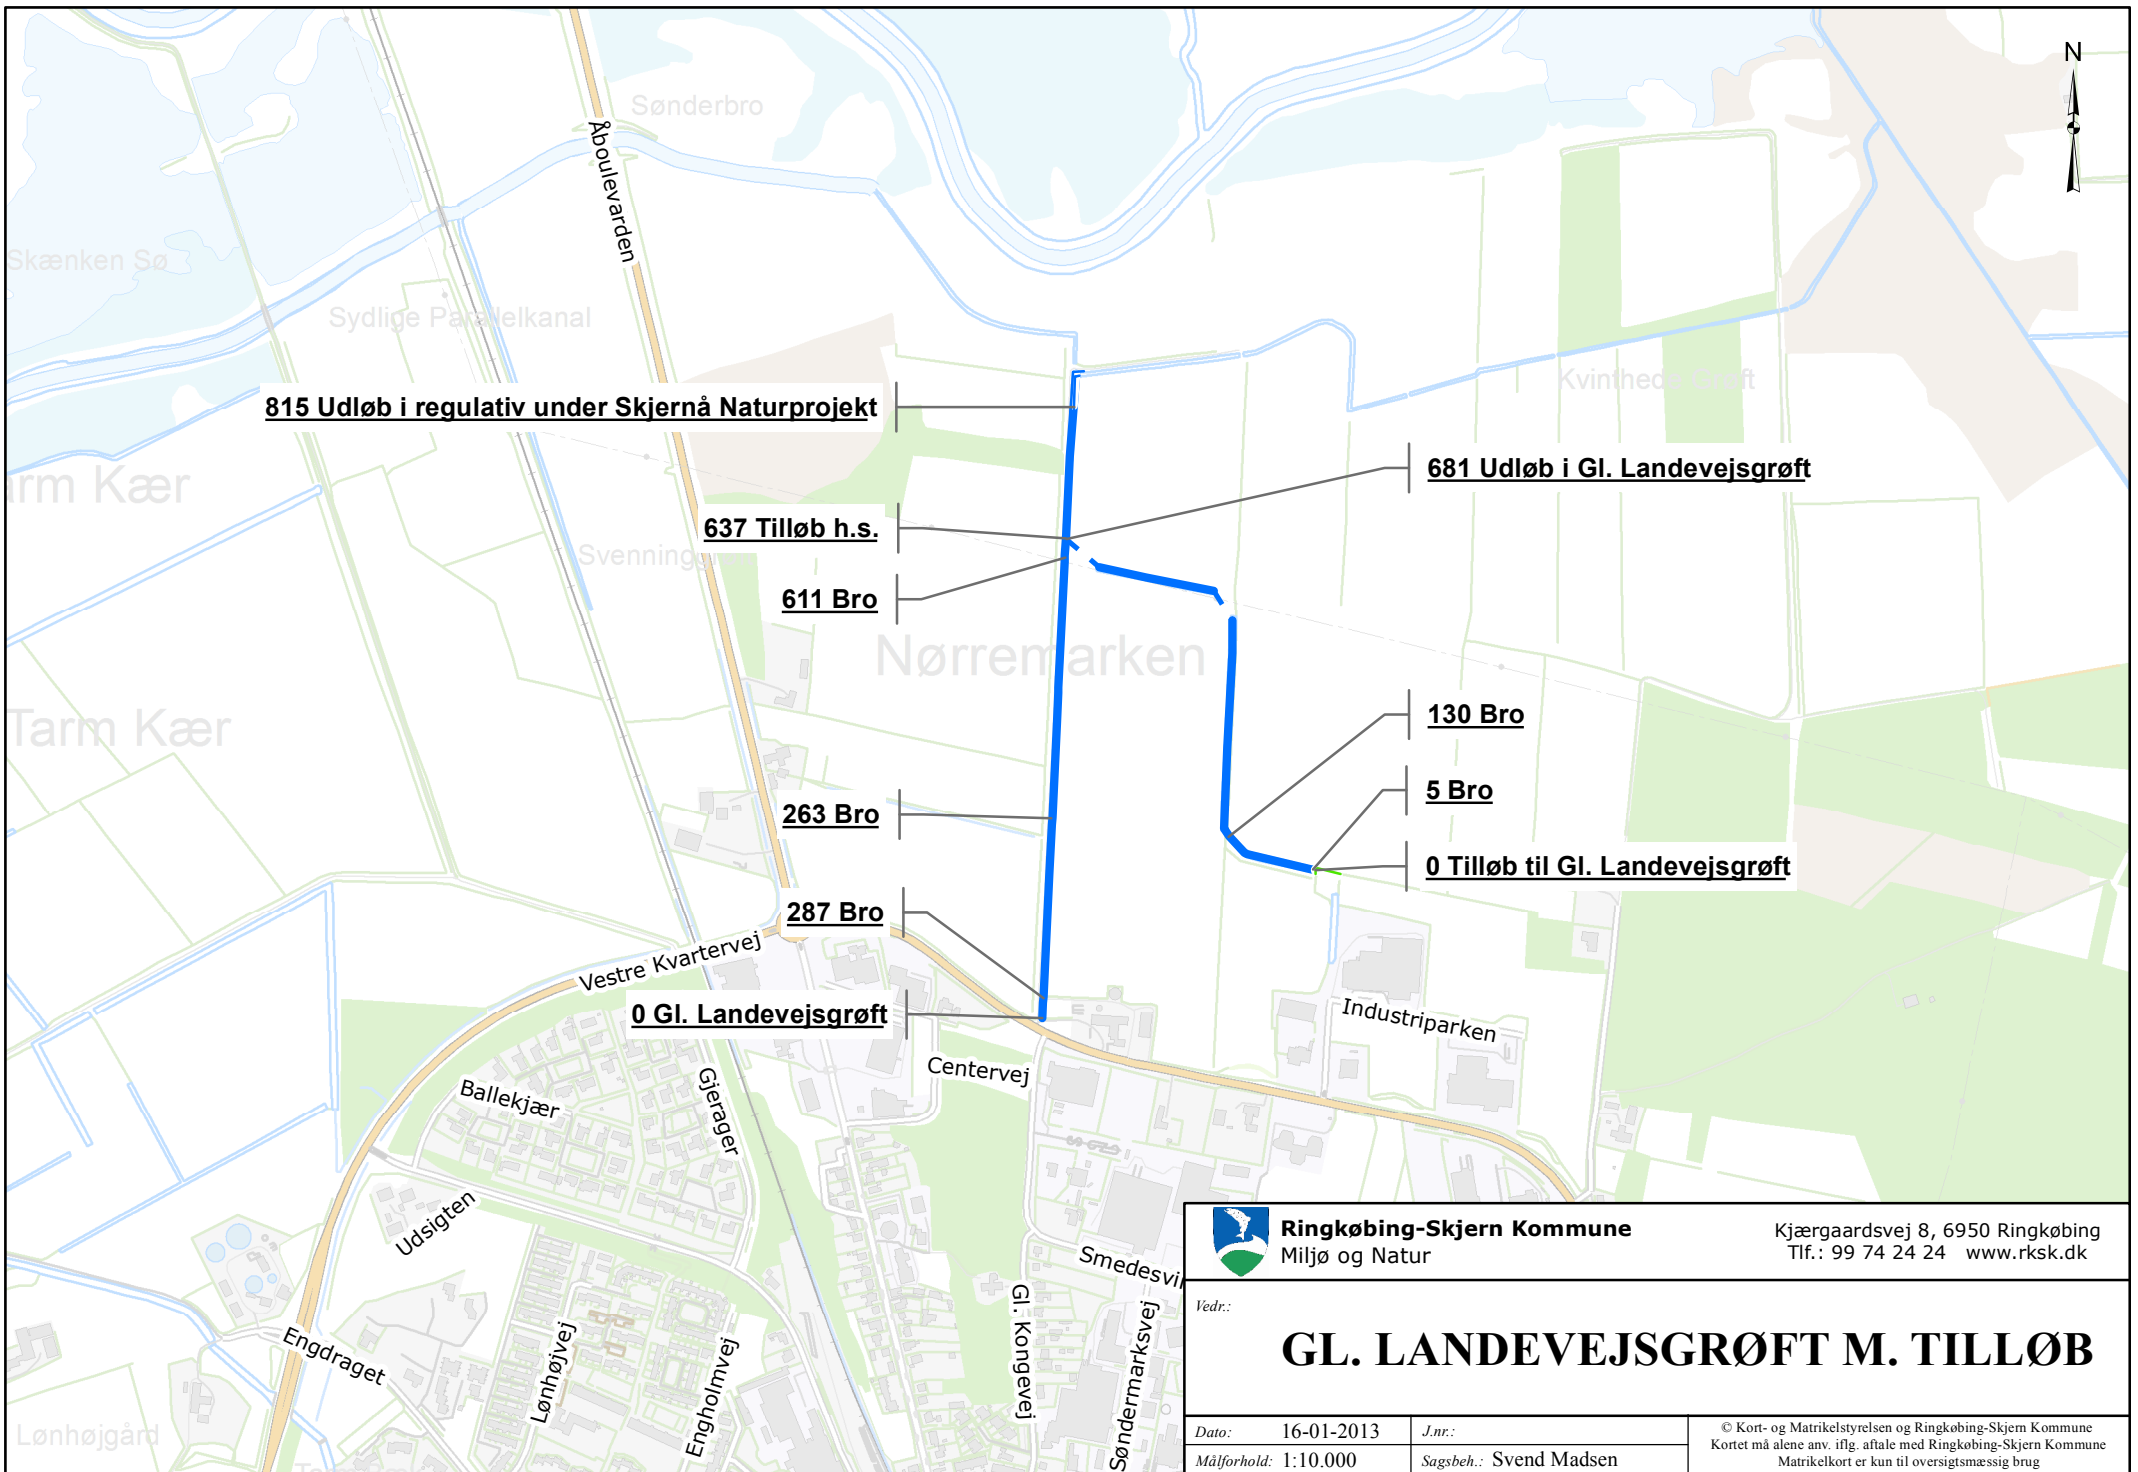 N
Sønderbro
Åboulevarden
Skænken Sø
Sydlige Parallelkanal
815 Udløb i regulativ under Skjernå Naturprojekt
681 Udløb i Gl. Landevejsgrøft
637 Tilløb h.s.
611 Bro
Nørremarken
Tarm Kær
130 Bro
5 Bro
263 Bro
0 Tilløb til Gl. Landevejsgrøft
287 Bro
Vestre Kvartervej
0 Gl. Landevejsgrøft
Industriparken
Centervej
Ballekjær
Gjerager
Udsigten
Smedesvi
Gl. Kongevej
Søndermarksvej
Engdraget
Lønhøjvej
Engholmvej
Lønhøjgård
Ringkøbing-Skjern Kommune
Miljø og Natur
Kjærgaardsvej 8, 6950 Ringkøbing
Tlf.: 99 74 24 24 www.rksk.dk
Vedr.:
GL. LANDEVEJSGRØFT M. TILLØB
Dato: 16-01-2013
J.nr.:
Målforhold: 1:10.000
Sagsbeh.: Svend Madsen
© Kort- og Matrikelstyrelsen og Ringkøbing-Skjern Kommune
Kortet må alene anv. iflg. aftale med Ringkøbing-Skjern Kommune
Matrikelkort er kun til oversigtsmæssig brug